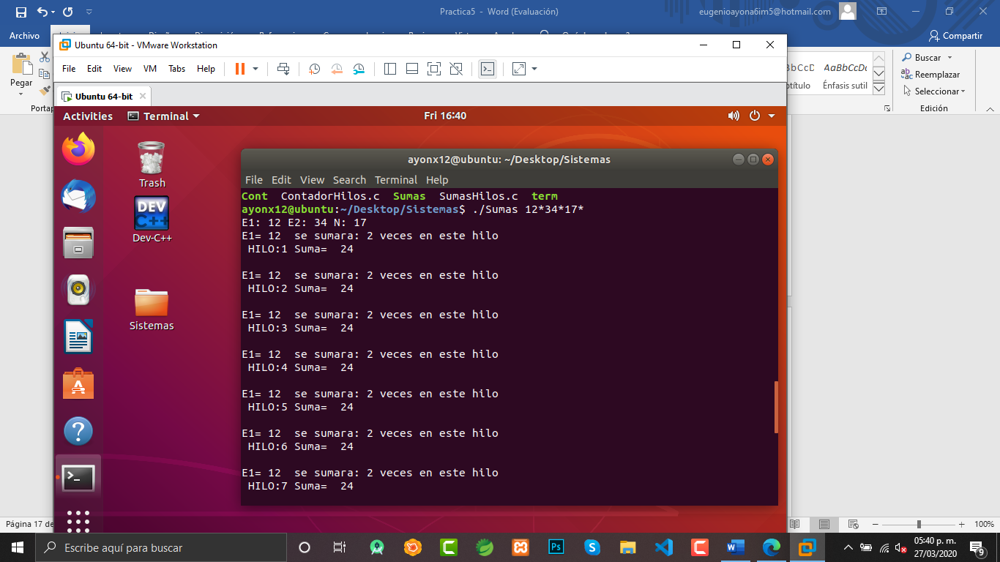 Practica5 - Word (Evaluación)
eugenioayona6im5@hotmail.com
Archivo
Compartir
Pegar
Portap
AaBbCcDc
btítulo
Énfasis sutil
Buscar
Reemplazar
Seleccionar
Edición
Ubuntu 64-bit - VMware Workstation
File Edit View VM Tabs Help
Ubuntu 64-bit
Activities
Terminal
Fri 16:40
Trash
DEV
C++
Dev-C++
Sistemas
ayonx12@ubuntu: ~/Desktop/Sistemas
File Edit View Search Terminal Help
Cont ContadorHilos.c Sumas SumasHilos.c term
ayonx12@ubuntu:~/Desktop/Sistemas$ ./Sumas 12*34*17*
E1: 12 E2: 34 N: 17
E1= 12 se sumara: 2 veces en este hilo
HILO:1 Suma= 24
E1= 12 se sumara: 2 veces en este hilo
HILO:2 Suma= 24
E1= 12 se sumara: 2 veces en este hilo
HILO:3 Suma= 24
E1= 12 se sumara: 2 veces en este hilo
HILO:4 Suma= 24
E1= 12 se sumara: 2 veces en este hilo
HILO:5 Suma= 24
E1= 12 se sumara: 2 veces en este hilo
HILO:6 Suma= 24
E1= 12 se sumara: 2 veces en este hilo
HILO:7 Suma= 24
Página 17 de
100%
Escribe aquí para buscar
Ps
05:40 p. m.
27/03/2020
9